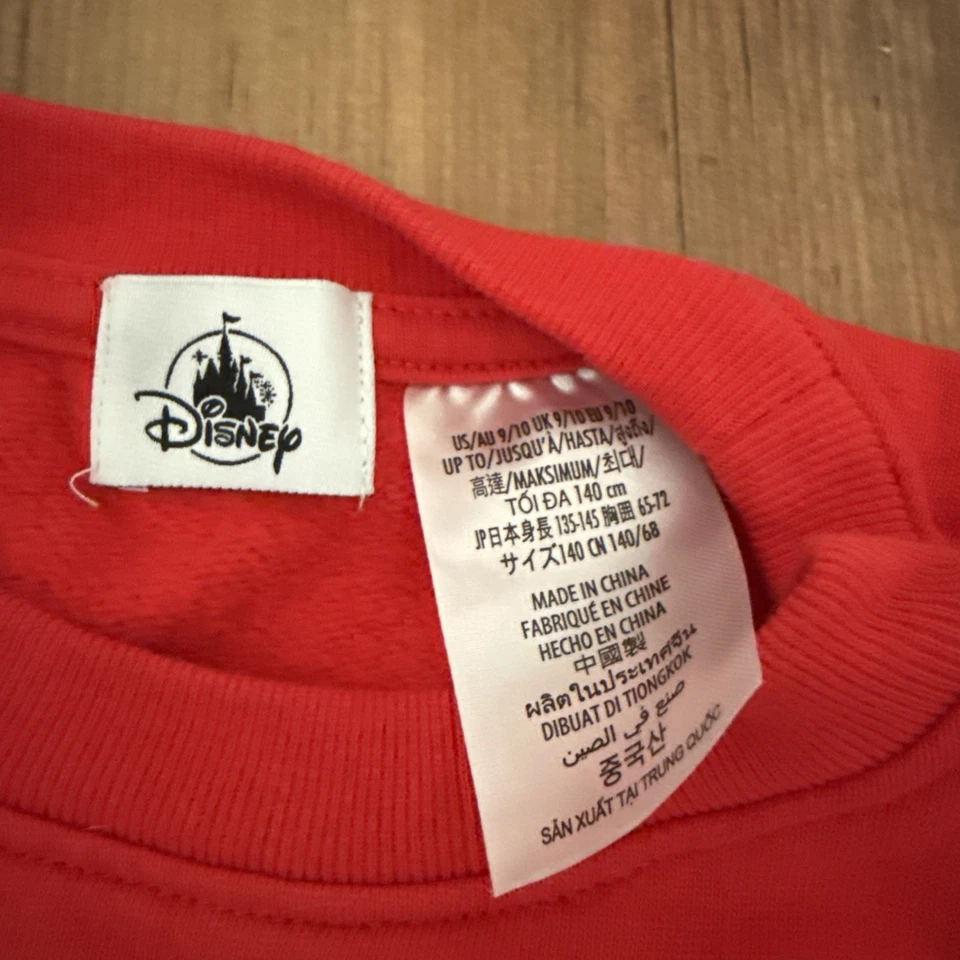 Disney
US/AU 9/10 UK 9/10 EU 9/10
UP TO/JUSQU'À/HASTA/สูงถึง/
高達/MAKSIMUM/최대/
TỐI ĐA 140 cm
JP日本身長 135-145 胸囲 65-72
サイズ140 CN 140/68
MADE IN CHINA
FABRIQUÉ EN CHINE
HECHO EN CHINA
中國製
ผลิตในประเทศจีน
DIBUAT DI TIONGKOK
صنع في الصين
중국산
SẢN XUẤT TẠI TRUNG QUỐC